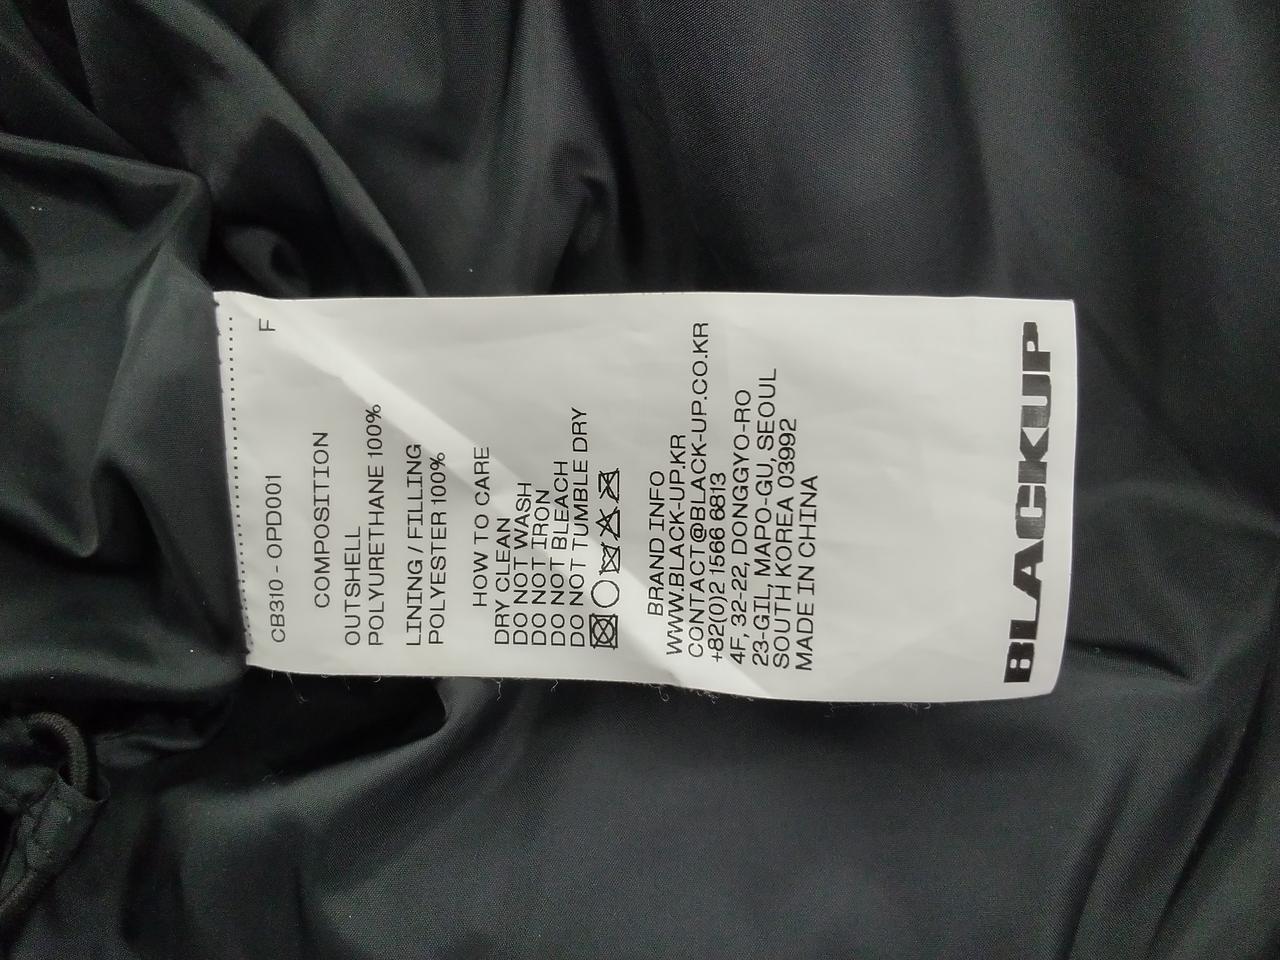 CB310 - OPD001 F
COMPOSITION
OUTSHELL
POLYURETHANE 100%
LINING / FILLING
POLYESTER 100%
HOW TO CARE
DRY CLEAN
DO NOT WASH
DO NOT IRON
DO NOT BLEACH
DO NOT TUMBLE DRY
BRAND INFO
WWW.BLACK-UP.KR
CONTACT@BLACK-UP.CO.KR
+82(0)2 1566 6813
4F, 32-22, DONGGYO-RO
23-GIL, MAPO-GU, SEOUL
SOUTH KOREA 03992
MADE IN CHINA
BLACKUP